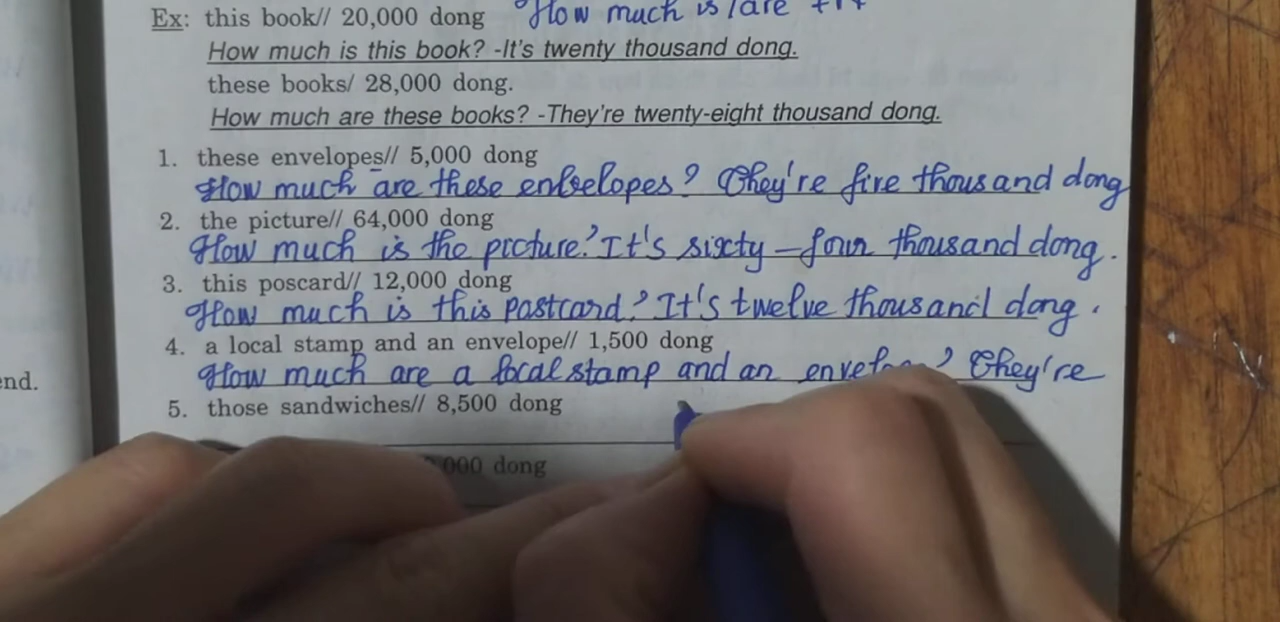 Ex: this book// 20,000 dong How much is/are
How much is this book? -It's twenty thousand dong.
these books/ 28,000 dong.
How much are these books? -They're twenty-eight thousand dong.
1. these envelopes// 5,000 dong
How much are these envelopes? They're five thousand dong
2. the picture// 64,000 dong
How much is the picture? It's sixty-four thousand dong.
3. this poscard// 12,000 dong
How much is this postcard? It's twelve thousand dong.
end. 4. a local stamp and an envelope// 1,500 dong
How much are a local stamp and an ? They're
5. those sandwiches// 8,500 dong
000 dong